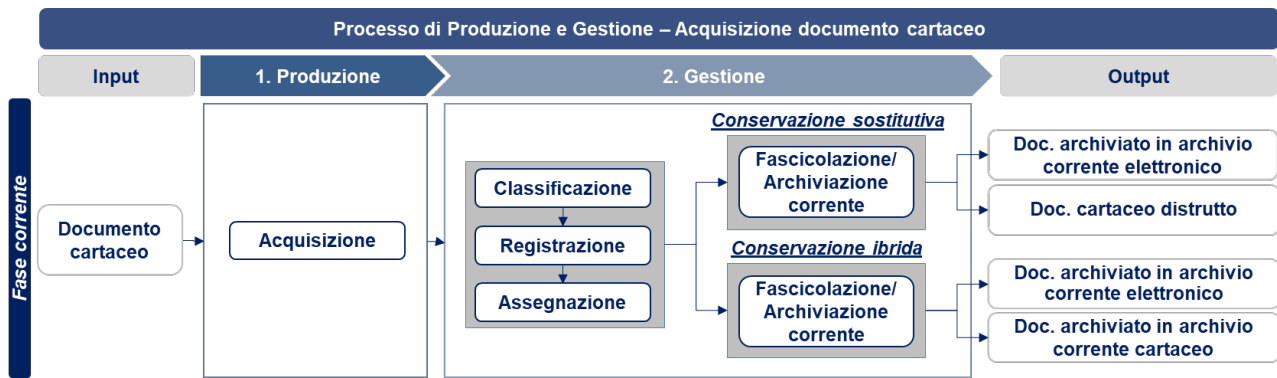 Processo di Produzione e Gestione – Acquisizione documento cartaceo
Input
1. Produzione
2. Gestione
Output
Fase corrente
Documento
cartaceo
Acquisizione
Classificazione
Registrazione
Assegnazione
Conservazione sostitutiva
Fascicolazione/
Archiviazione
corrente
Conservazione ibrida
Fascicolazione/
Archiviazione
corrente
Doc. archiviato in archivio
corrente elettronico
Doc. cartaceo distrutto
Doc. archiviato in archivio
corrente elettronico
Doc. archiviato in archivio
corrente cartaceo